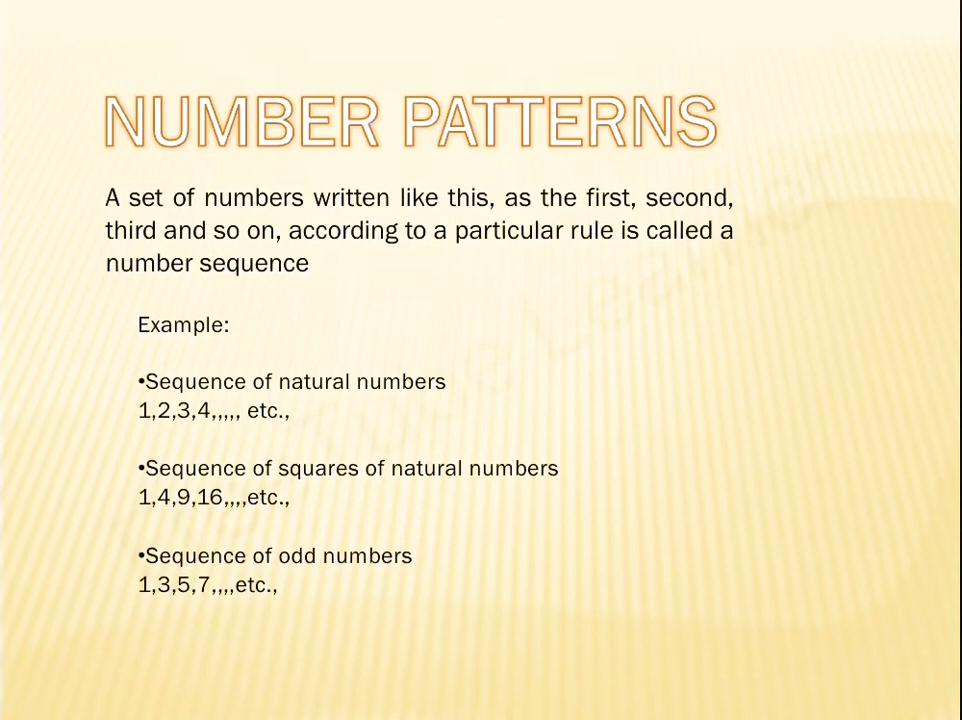 NUMBER PATTERNS
A set of numbers written like this, as the first, second,
third and so on, according to a particular rule is called a
number sequence
Example:
•Sequence of natural numbers
1,2,3,4,,,,, etc.,
•Sequence of squares of natural numbers
1,4,9,16,,,,etc.,
•Sequence of odd numbers
1,3,5,7,,,,etc.,